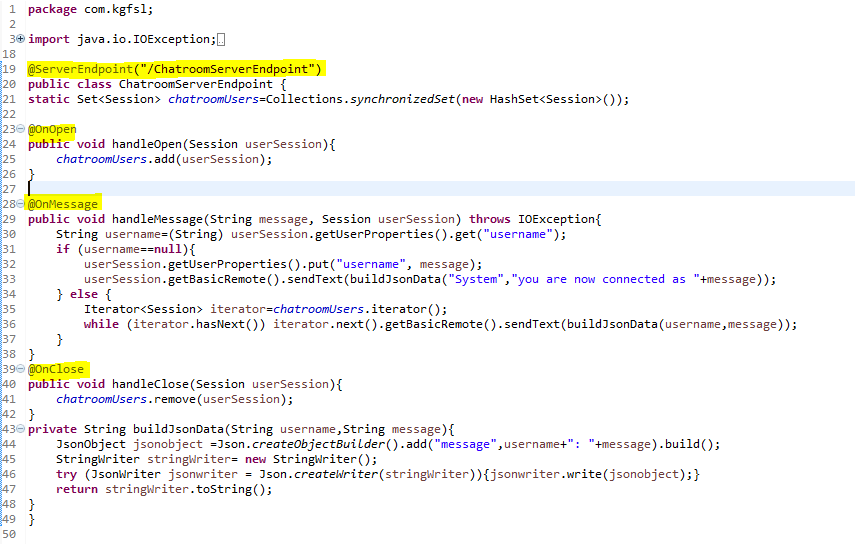 1 package com.kgfsl;
2
3 import java.io.IOException;
18
19 @ServerEndpoint("/ChatroomServerEndpoint")
20 public class ChatroomServerEndpoint {
21 static Set<Session> chatroomUsers=Collections.synchronizedSet(new HashSet<Session>());
22
23 @OnOpen
24 public void handleOpen(Session userSession){
25     chatroomUsers.add(userSession);
26 }
27
28 @OnMessage
29 public void handleMessage(String message, Session userSession) throws IOException{
30     String username=(String) userSession.getUserProperties().get("username");
31     if (username==null){
32         userSession.getUserProperties().put("username", message);
33         userSession.getBasicRemote().sendText(buildJsonData("System","you are now connected as "+message));
34     } else {
35         Iterator<Session> iterator=chatroomUsers.iterator();
36         while (iterator.hasNext()) iterator.next().getBasicRemote().sendText(buildJsonData(username,message));
37     }
38 }
39 @OnClose
40 public void handleClose(Session userSession){
41     chatroomUsers.remove(userSession);
42 }
43 private String buildJsonData(String username,String message){
44     JsonObject jsonobject =Json.createObjectBuilder().add("message",username+": "+message).build();
45     StringWriter stringWriter= new StringWriter();
46     try (JsonWriter jsonwriter = Json.createWriter(stringWriter)){jsonwriter.write(jsonobject);}
47     return stringWriter.toString();
48 }
49 }
50